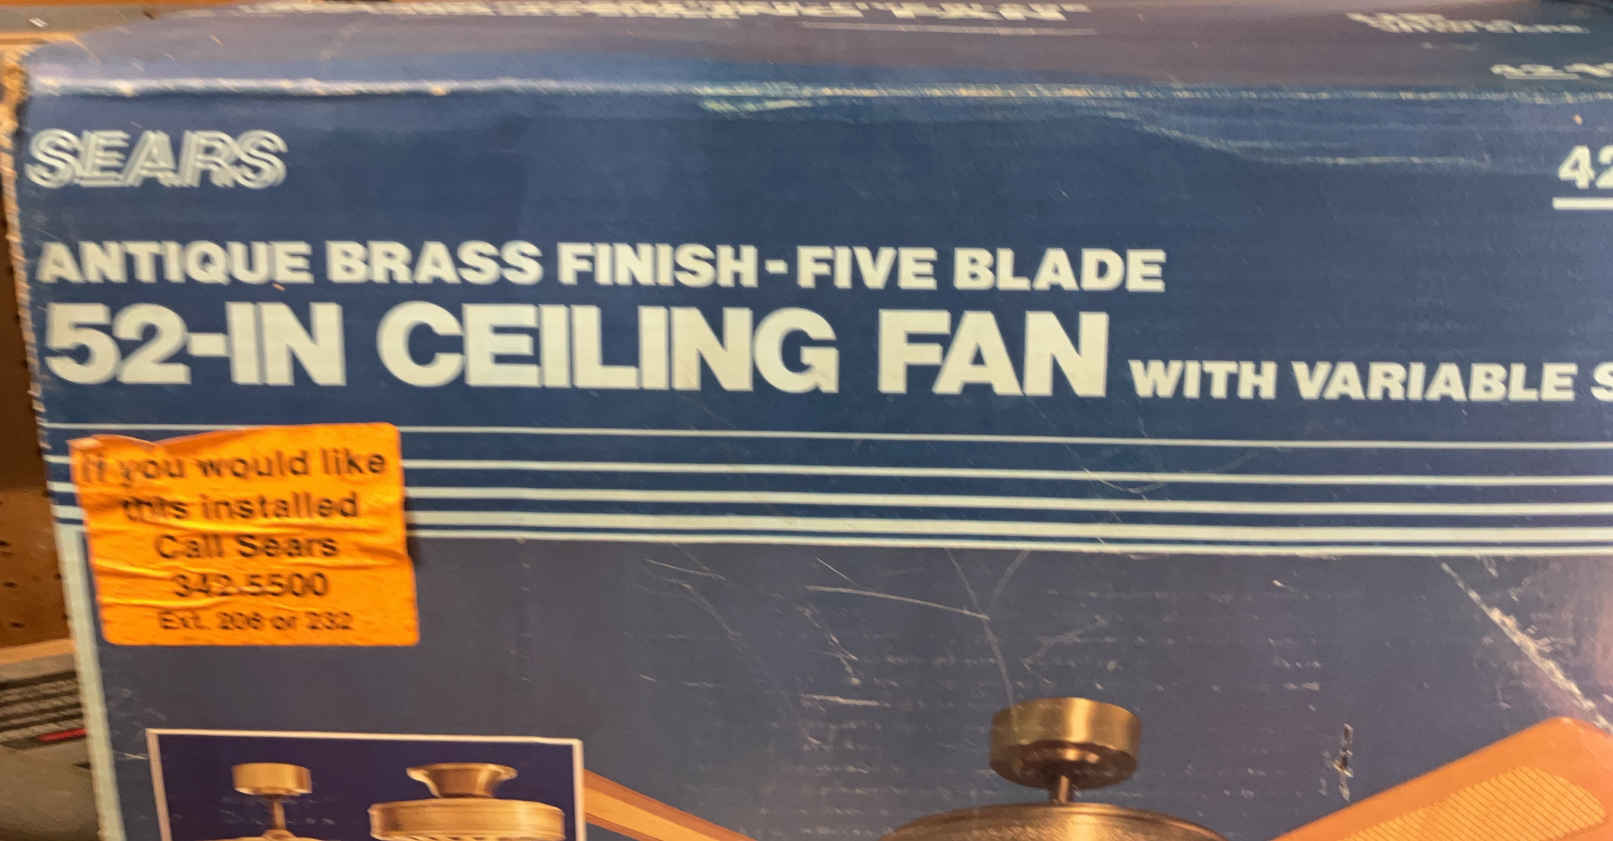 SEARS
42
ANTIQUE BRASS FINISH - FIVE BLADE
52-IN CEILING FAN WITH VARIABLE S
If you would like
this installed
Call Sears
342-5500
Ext. 206 or 232